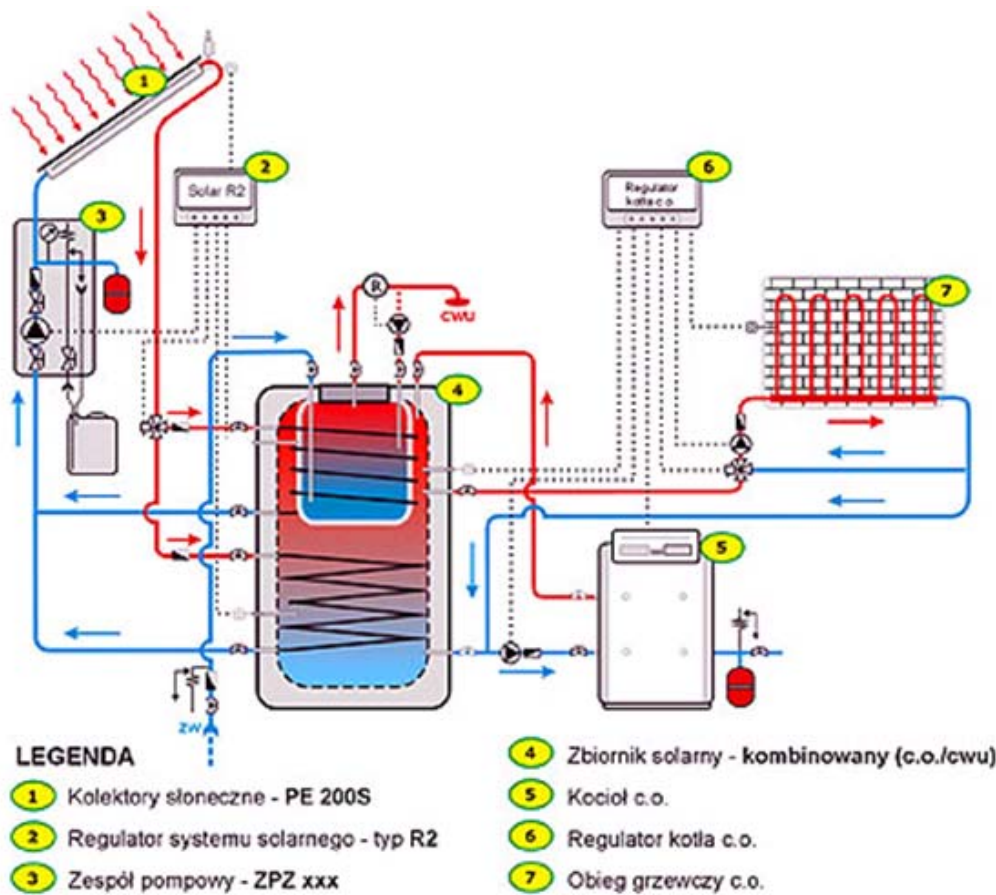 1
2
Solar R2
6
Regulator
kotła c.o
3
7
R
CWU
4
5
ZW
LEGENDA
1 Kolektory słoneczne - PE 200S
2 Regulator systemu solarnego - typ R2
3 Zespół pompowy - ZPZ xxx
4 Zbiornik solarny - kombinowany (c.o./cwu)
5 Kocioł c.o.
6 Regulator kotła c.o.
7 Obieg grzewczy c.o.